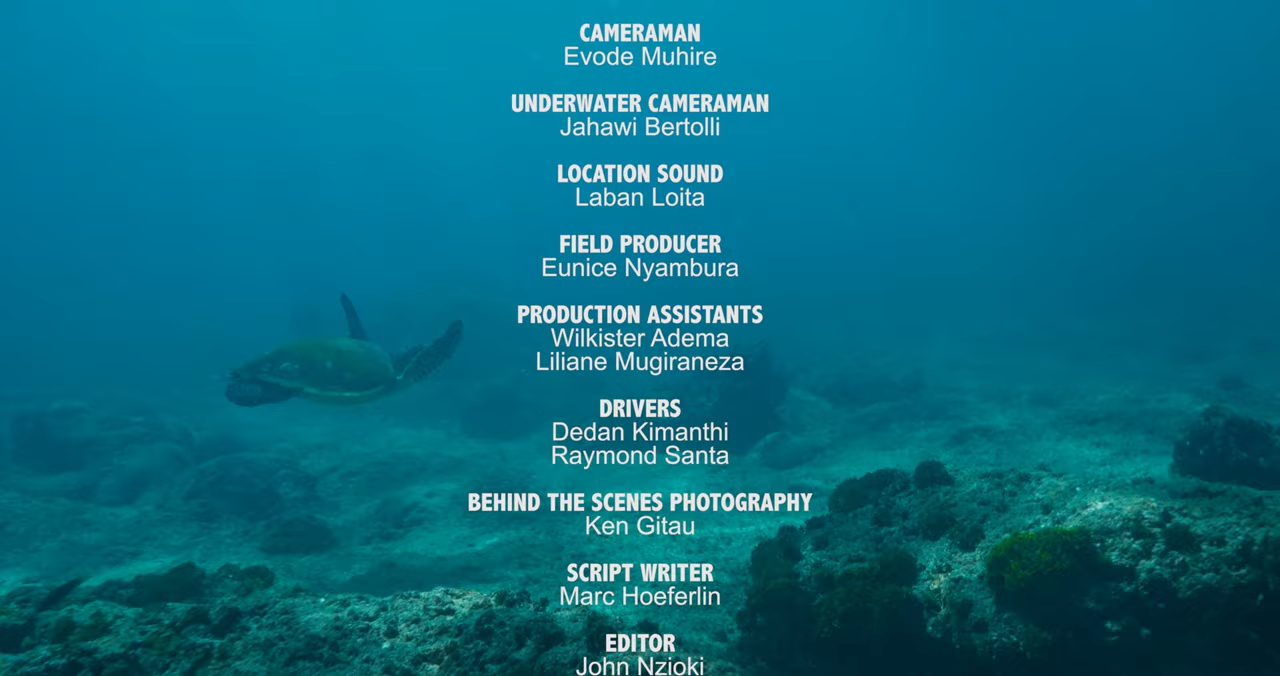 CAMERAMAN
Evode Muhire
UNDERWATER CAMERAMAN
Jahawi Bertolli
LOCATION SOUND
Laban Loita
FIELD PRODUCER
Eunice Nyambura
PRODUCTION ASSISTANTS
Wilkister Adema
Liliane Mugiraneza
DRIVERS
Dedan Kimanthi
Raymond Santa
BEHIND THE SCENES PHOTOGRAPHY
Ken Gitau
SCRIPT WRITER
Marc Hoeferlin
EDITOR
John Nzioki